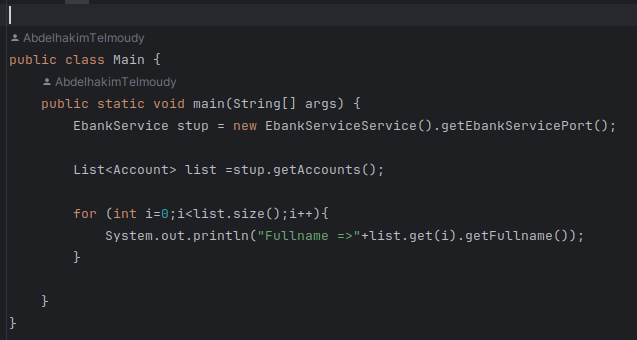 AbdelhakimTelmoudy
public class Main {
AbdelhakimTelmoudy
public static void main(String[] args) {
EbankService stup = new EbankServiceService().getEbankServicePort();
List<Account> list =stup.getAccounts();
for (int i=0;i<list.size();i++){
System.out.println("Fullname =>"+list.get(i).getFullname());
}
}
}